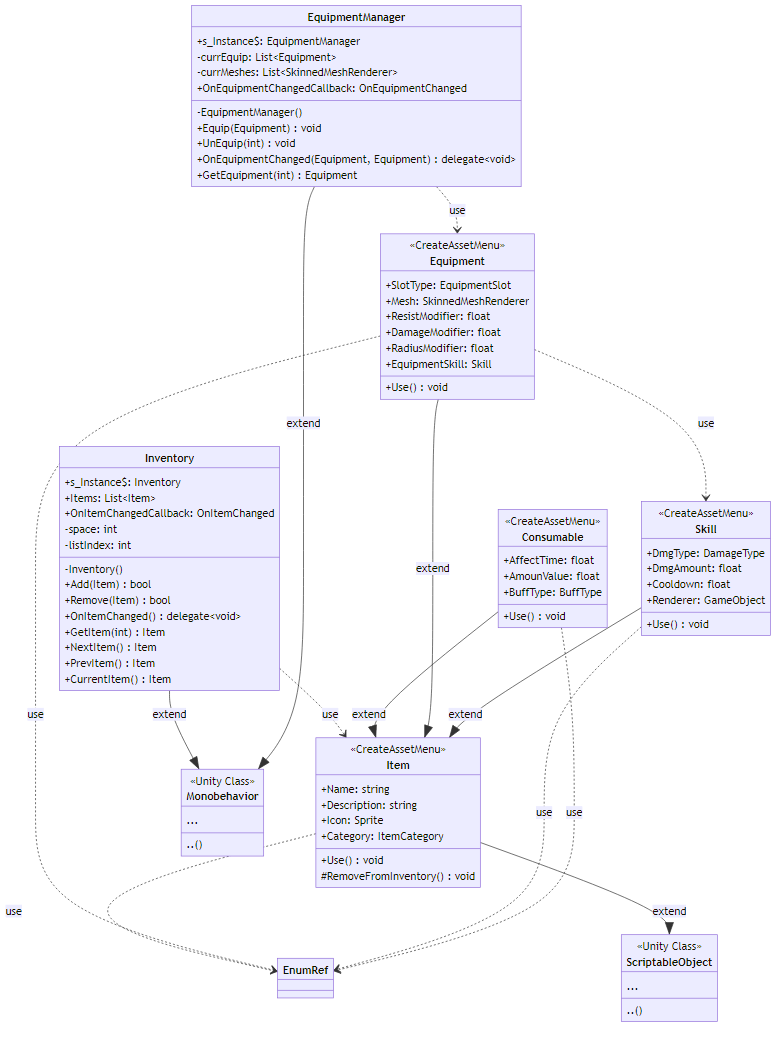 EquipmentManager
+s_Instance$: EquipmentManager
-currEquip: List<Equipment>
-currMeshes: List<SkinnedMeshRenderer>
+OnEquipmentChangedCallback: OnEquipmentChanged
-EquipmentManager()
+Equip(Equipment) : void
+UnEquip(int) : void
+OnEquipmentChanged(Equipment, Equipment) : delegate<void>
+GetEquipment(int) : Equipment
use
«CreateAssetMenu»
Equipment
+SlotType: EquipmentSlot
+Mesh: SkinnedMeshRenderer
+ResistModifier: float
+DamageModifier: float
+RadiusModifier: float
+EquipmentSkill: Skill
+Use() : void
extend
use
Inventory
+s_Instance$: Inventory
+Items: List<Item>
+OnItemChangedCallback: OnItemChanged
-space: int
-listIndex: int
-Inventory()
+Add(Item) : bool
+Remove(Item) : bool
+OnItemChanged() : delegate<void>
+GetItem(int) : Item
+NextItem() : Item
+PrevItem() : Item
+CurrentItem() : Item
«CreateAssetMenu»
Consumable
+AffectTime: float
+AmounValue: float
+BuffType: BuffType
+Use() : void
«CreateAssetMenu»
Skill
+DmgType: DamageType
+DmgAmount: float
+Cooldown: float
+Renderer: GameObject
+Use() : void
extend
use
extend
use
extend
extend
«Unity Class»
Monobehavior
...
..()
«CreateAssetMenu»
Item
+Name: string
+Description: string
+Icon: Sprite
+Category: ItemCategory
+Use() : void
#RemoveFromInventory() : void
use
use
use
extend
EnumRef
«Unity Class»
ScriptableObject
...
..()